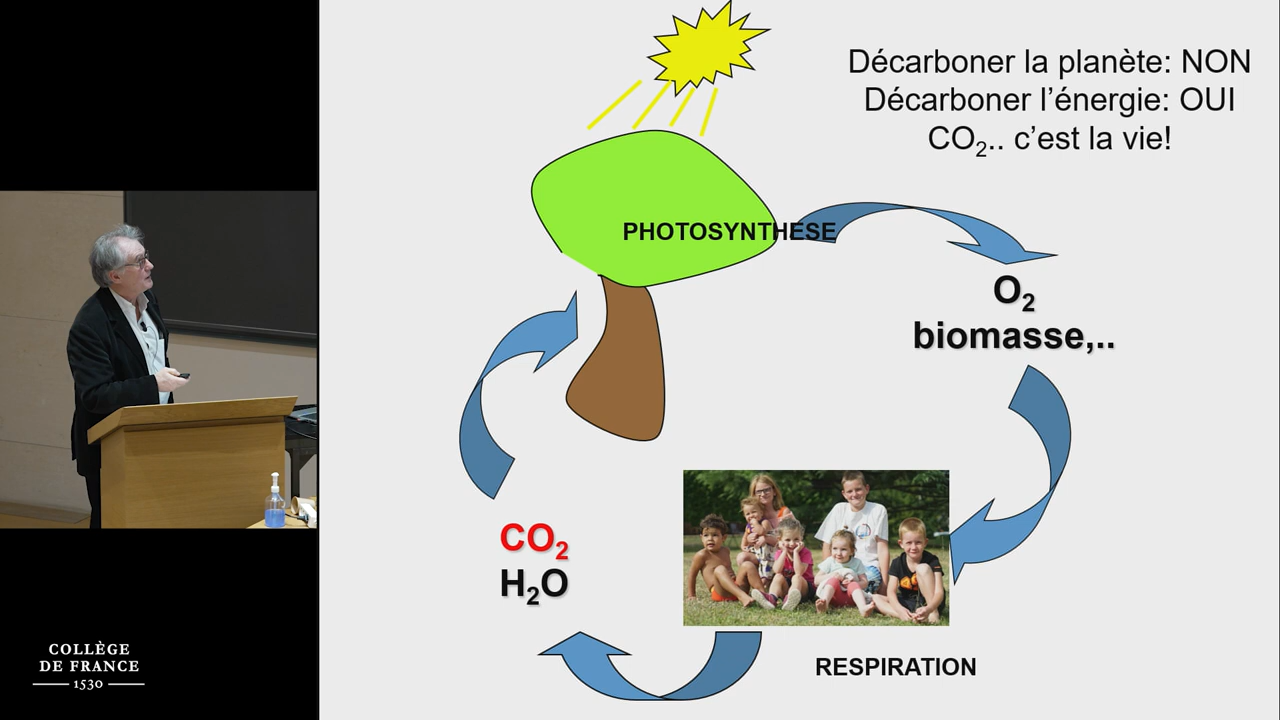 Décarboner la planète: NON
Décarboner l’énergie: OUI
CO₂.. c’est la vie!
PHOTOSYNTHESE
O₂
biomasse,..
CO₂
H₂O
RESPIRATION
COLLÈGE
DE FRANCE
1530